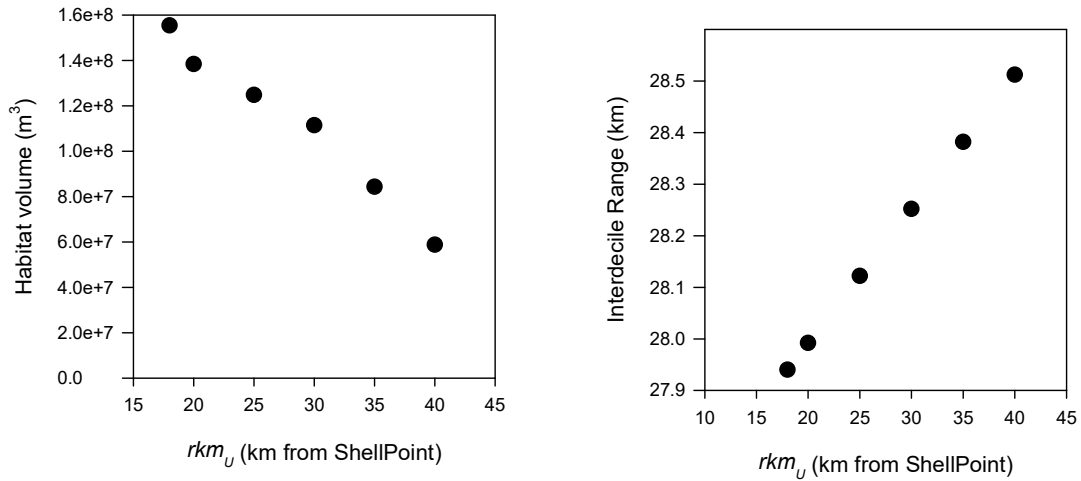 1.6e+8
1.4e+8
1.2e+8
1.0e+8
8.0e+7
6.0e+7
4.0e+7
2.0e+7
0.0
Habitat volume (m³)
15 20 25 30 35 40 45
rkm_U (km from ShellPoint)
28.5
28.4
28.3
28.2
28.1
28.0
27.9
Interdecile Range (km)
10 15 20 25 30 35 40 45
rkm_U (km from ShellPoint)